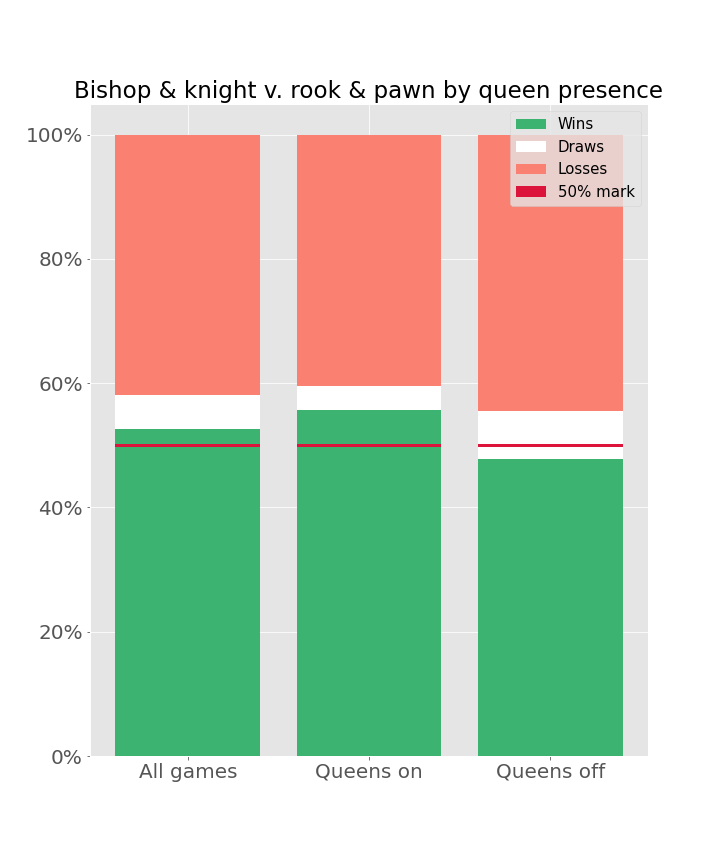 Bishop & knight v. rook & pawn by queen presence
Wins
Draws
Losses
50% mark
100%
80%
60%
40%
20%
0%
All games
Queens on
Queens off